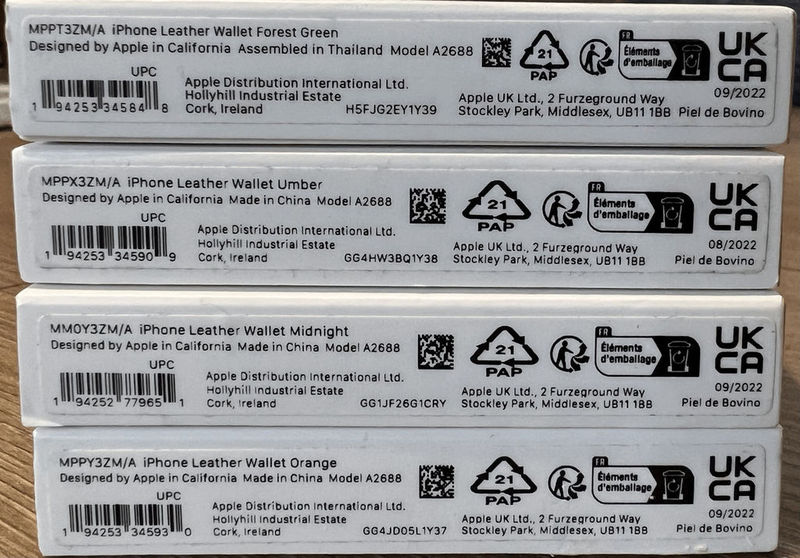 MPPT3ZM/A iPhone Leather Wallet Forest Green
Designed by Apple in California Assembled in Thailand Model A2688
UPC
1 94253 34584 8
Apple Distribution International Ltd.
Hollyhill Industrial Estate
Cork, Ireland
H5FJG2EY1Y39
21
PAP
FR
Éléments
d'emballage
Apple UK Ltd., 2 Furzeground Way
Stockley Park, Middlesex, UB11 1BB
UK
CA
09/2022
Piel de Bovino
MPPX3ZM/A iPhone Leather Wallet Umber
Designed by Apple in California Made in China Model A2688
UPC
1 94253 34590 9
Apple Distribution International Ltd.
Hollyhill Industrial Estate
Cork, Ireland
GG4HW3BQ1Y38
21
PAP
FR
Éléments
d'emballage
Apple UK Ltd., 2 Furzeground Way
Stockley Park, Middlesex, UB11 1BB
UK
CA
08/2022
Piel de Bovino
MM0Y3ZM/A iPhone Leather Wallet Midnight
Designed by Apple in California Made in China Model A2688
UPC
1 94252 77965 1
Apple Distribution International Ltd.
Hollyhill Industrial Estate
Cork, Ireland
GG1JF26G1CRY
21
PAP
FR
Éléments
d'emballage
Apple UK Ltd., 2 Furzeground Way
Stockley Park, Middlesex, UB11 1BB
UK
CA
09/2022
Piel de Bovino
MPPY3ZM/A iPhone Leather Wallet Orange
Designed by Apple in California Made in China Model A2688
UPC
1 94253 34593 0
Apple Distribution International Ltd.
Hollyhill Industrial Estate
Cork, Ireland
GG4JD05L1Y37
21
PAP
FR
Éléments
d'emballage
Apple UK Ltd., 2 Furzeground Way
Stockley Park, Middlesex, UB11 1BB
UK
CA
09/2022
Piel de Bovino